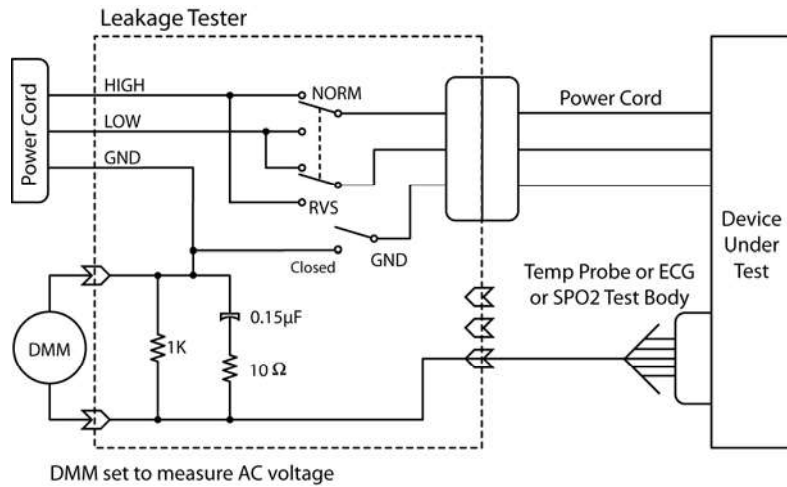 Leakage Tester
Power Cord
HIGH
LOW
GND
NORM
RVS
Closed
GND
Power Cord
Device
Under
Test
Temp Probe or ECG
or SPO2 Test Body
DMM
1K
0.15µF
10 Ω
DMM set to measure AC voltage